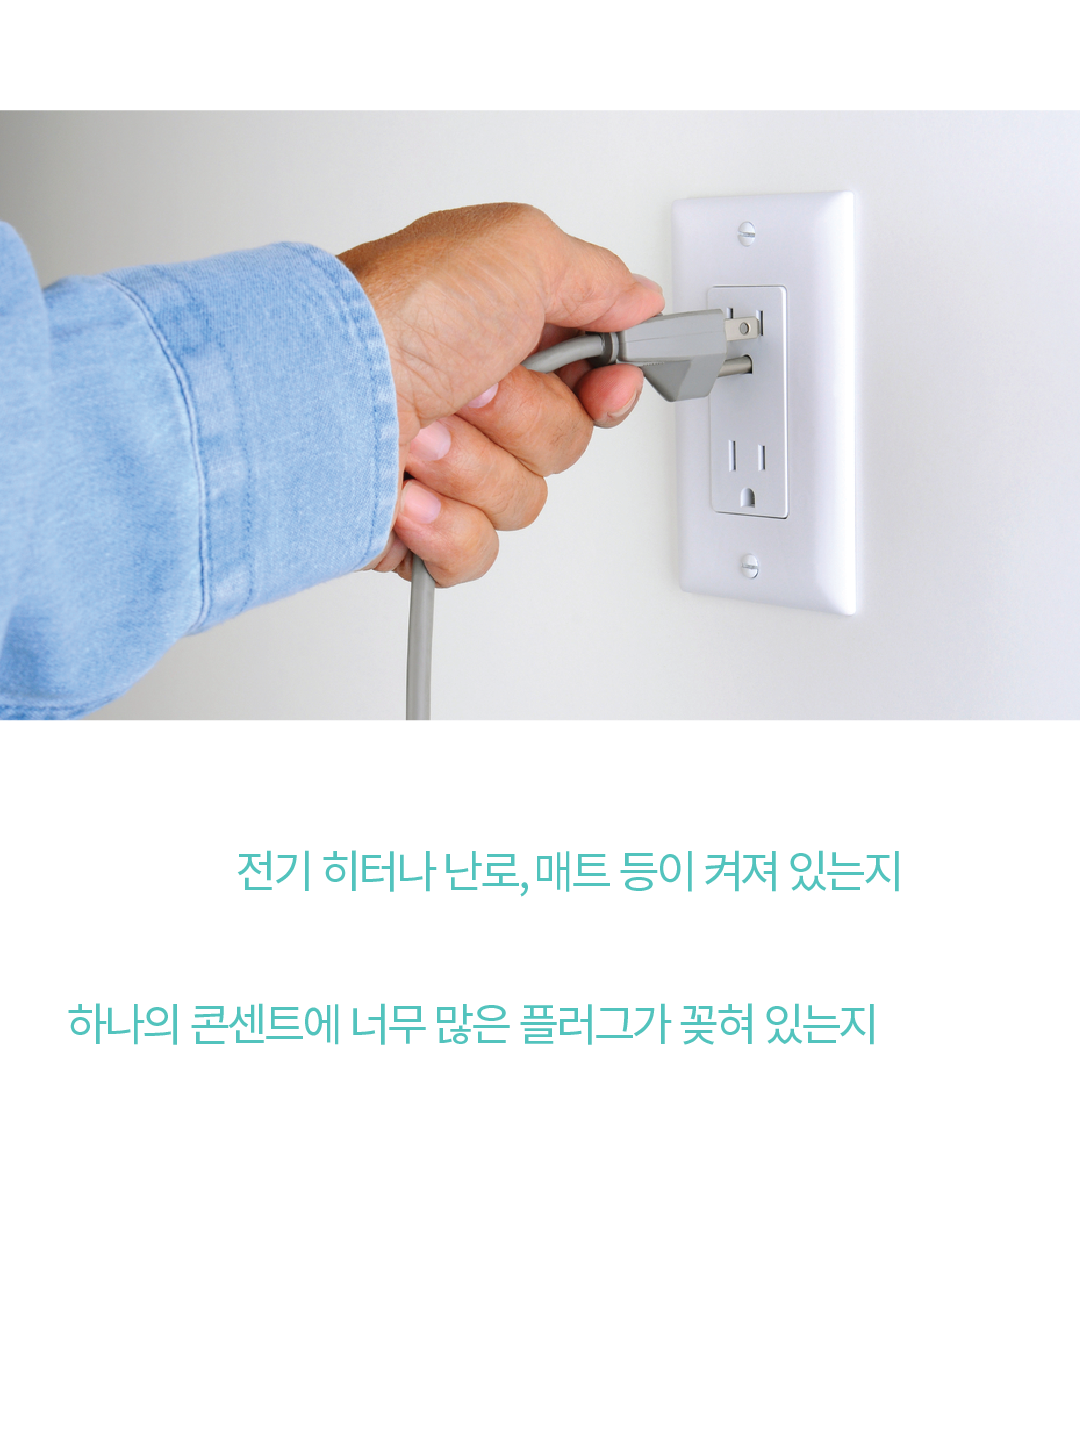 전기 히터나 난로, 매트 등이 켜져 있는지
하나의 콘센트에 너무 많은 플러그가 꽂혀 있는지